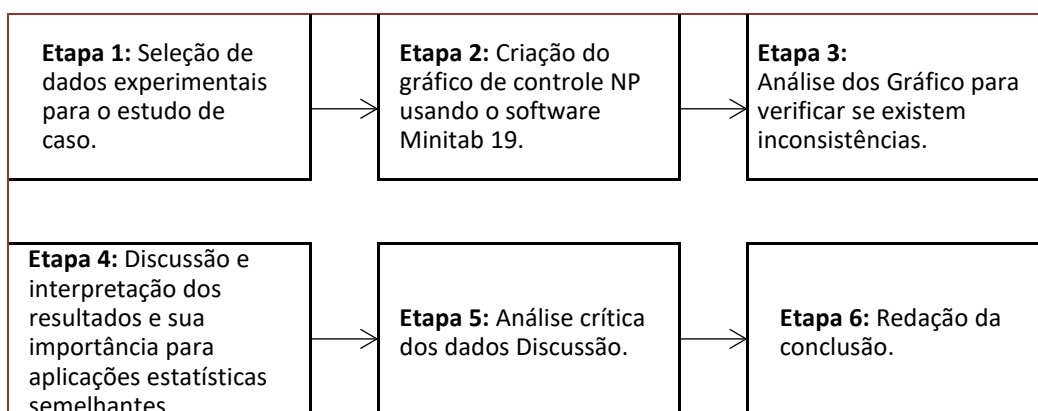 Etapa 1: Seleção de
dados experimentais
para o estudo de
caso.
Etapa 2: Criação do
gráfico de controle NP
usando o software
Minitab 19.
Etapa 3:
Análise dos Gráfico para
verificar se existem
inconsistências.
Etapa 4: Discussão e
interpretação dos
resultados e sua
importância para
aplicações estatísticas
semelhantes
Etapa 5: Análise crítica
dos dados Discussão.
Etapa 6: Redação da
conclusão.